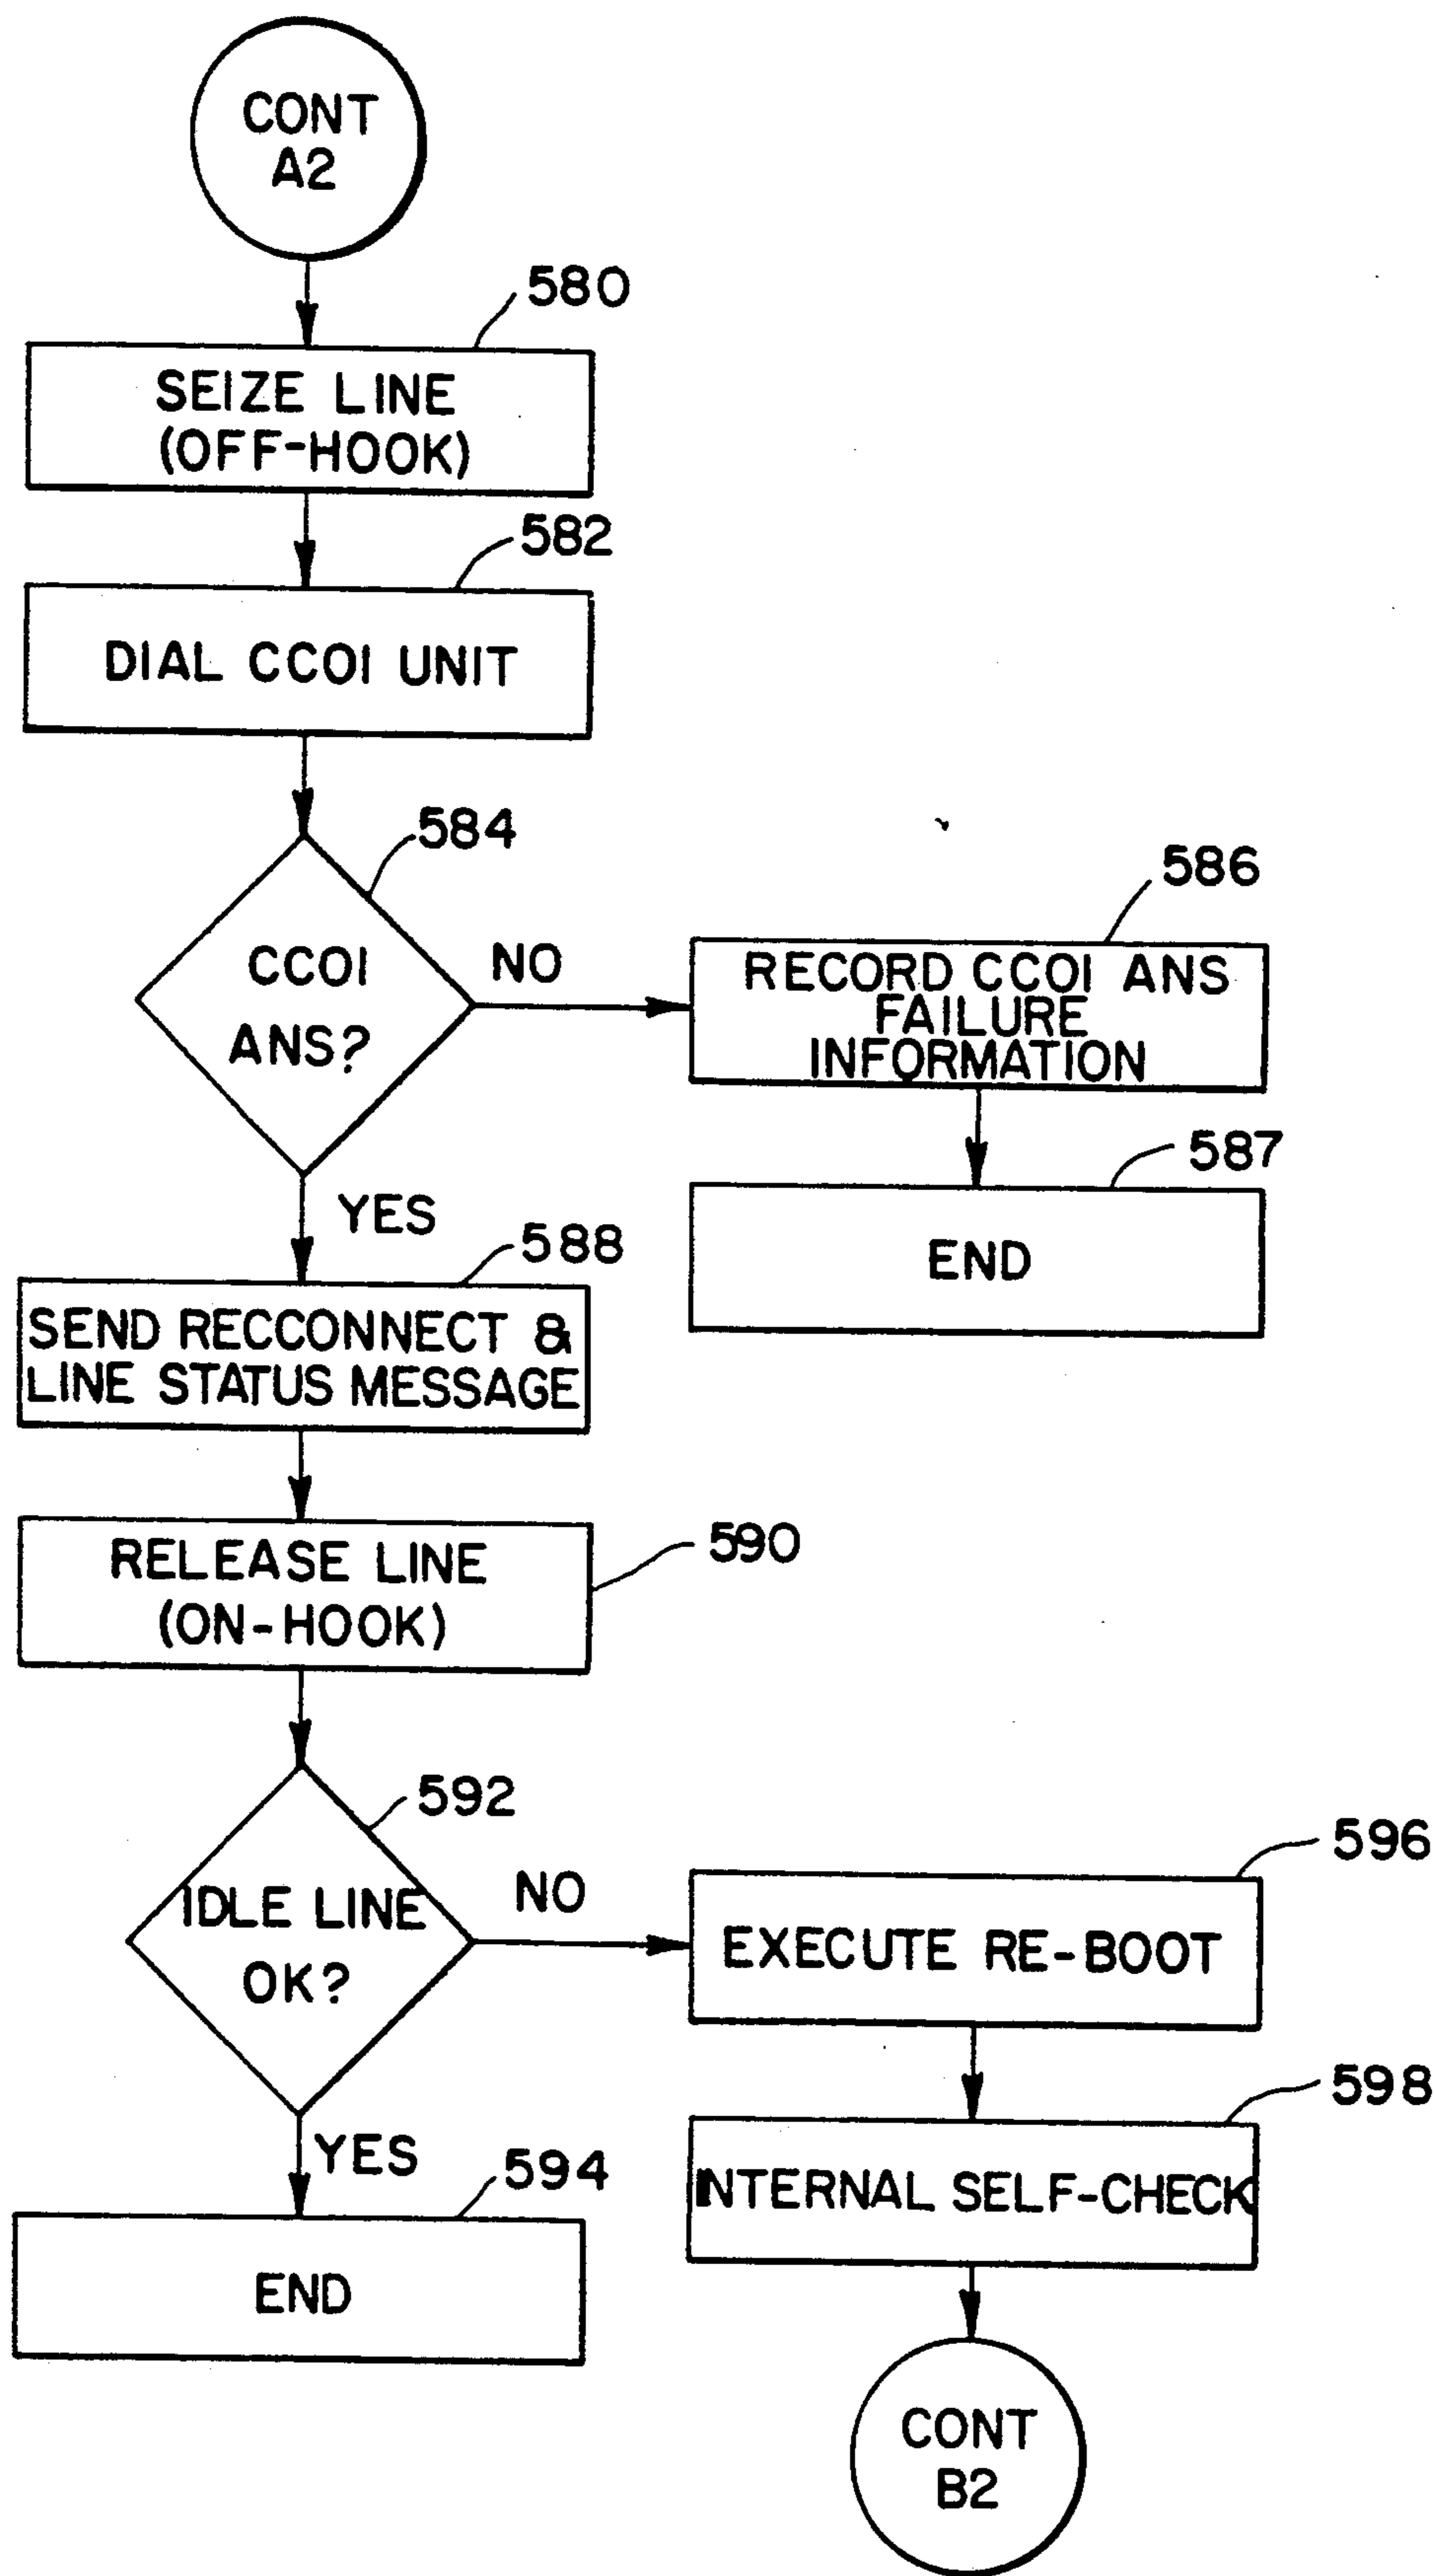 CONT
A2
580
SEIZE LINE
(OFF-HOOK)
582
DIAL CCOI UNIT
584
CCOI
ANS?
NO
586
RECORD CCOI ANS
FAILURE
INFORMATION
587
END
YES
588
SEND RECCONNECT &
LINE STATUS MESSAGE
590
RELEASE LINE
(ON-HOOK)
592
IDLE LINE
OK?
NO
596
EXECUTE RE-BOOT
598
INTERNAL SELF-CHECK
YES
594
END
CONT
B2